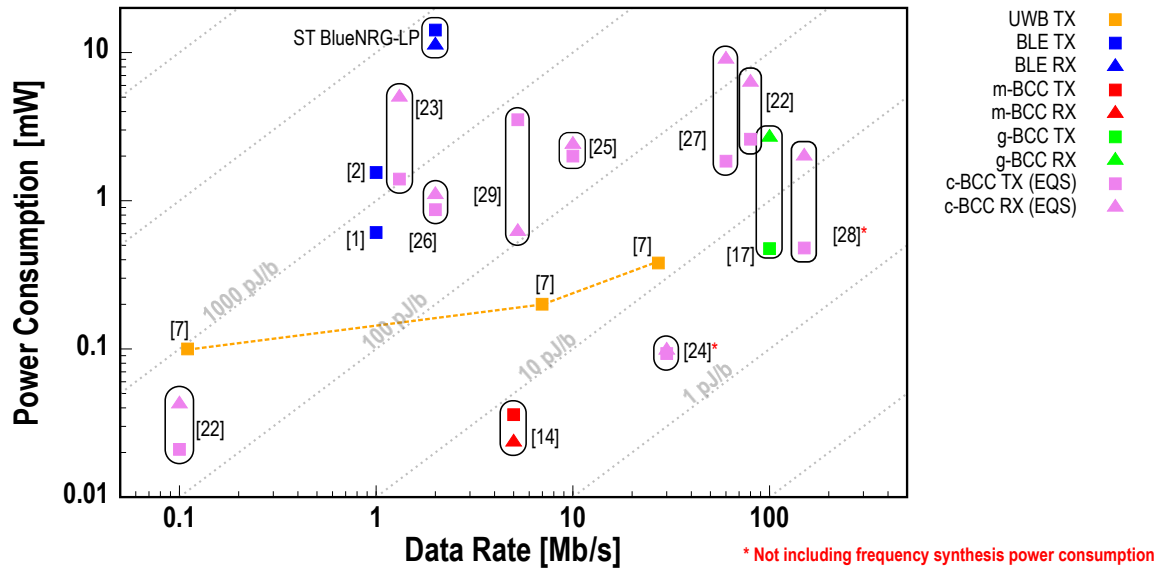 UWB TX
BLE TX
BLE RX
m-BCC TX
m-BCC RX
g-BCC TX
g-BCC RX
c-BCC TX (EQS)
c-BCC RX (EQS)
Power Consumption [mW]
10
1
0.1
0.01
ST BlueNRG-LP
[23]
[25]
[22]
[27]
[2]
[29]
[1]
[26]
[7]
[17]
[28]*
1000 pJ/b
100 pJ/b
10 pJ/b
1 pJ/b
[7]
[7]
[24]*
[22]
[14]
0.1
1
10
100
Data Rate [Mb/s]
* Not including frequency synthesis power consumption